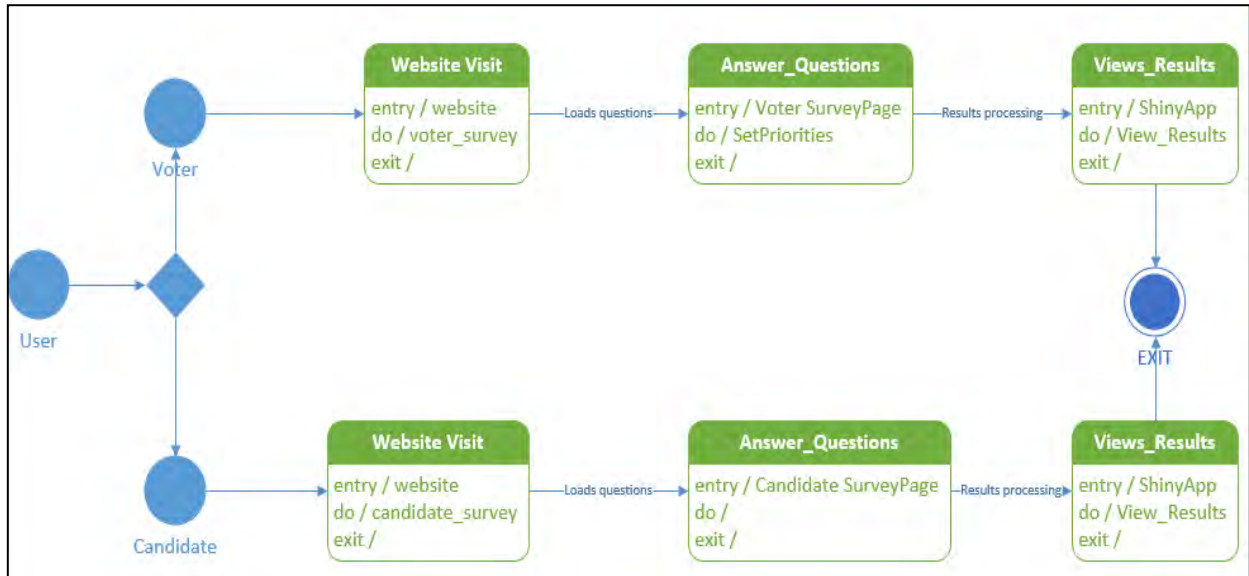 Website Visit
entry / website
do / voter_survey
exit /
Loads questions
Answer_Questions
entry / Voter SurveyPage
do / SetPriorities
exit /
Results processing
Views_Results
entry / ShinyApp
do / View_Results
exit /
Voter
User
EXIT
Candidate
Website Visit
entry / website
do / candidate_survey
exit /
Loads questions
Answer_Questions
entry / Candidate SurveyPage
do /
exit /
Results processing
Views_Results
entry / ShinyApp
do / View_Results
exit /